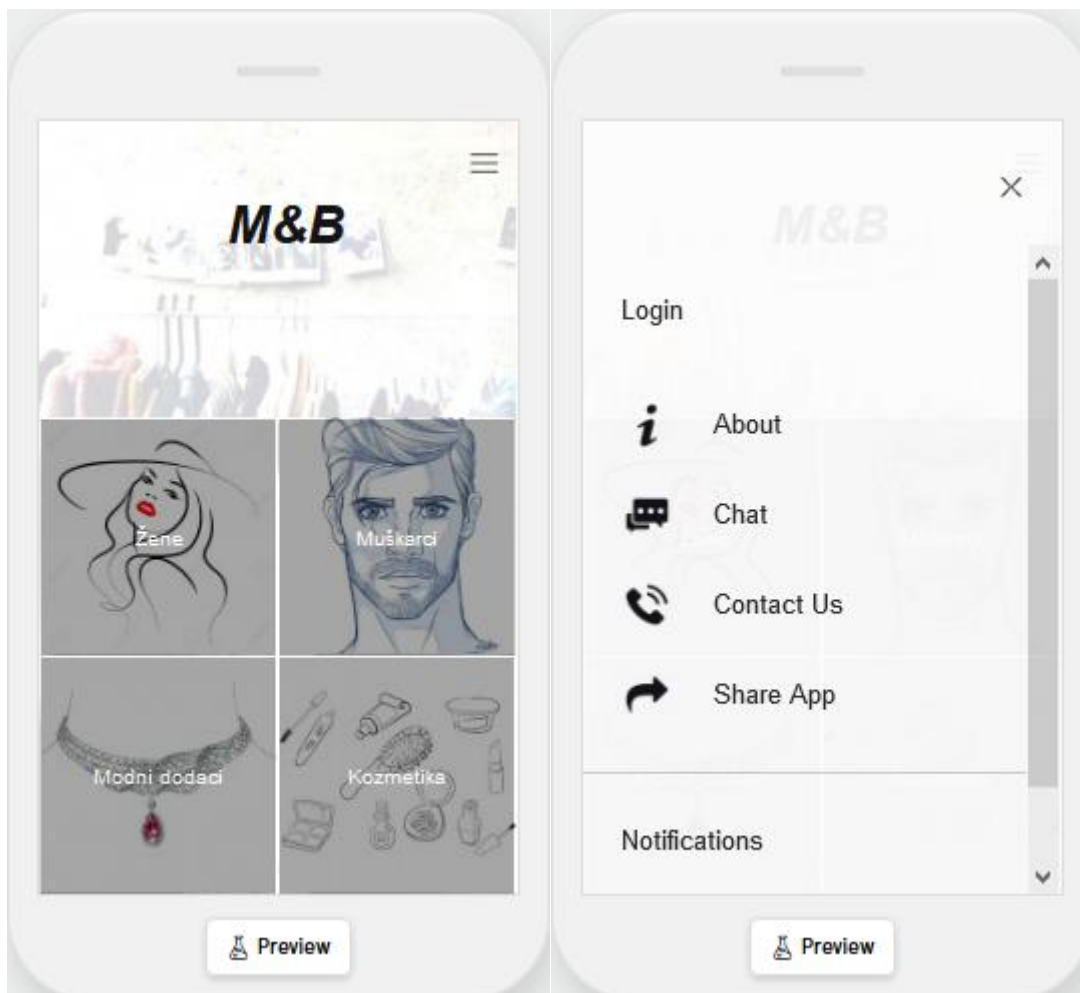 M&B
Žene
Muškarci
Modni dodaci
Kozmetika
Preview
M&B
Login
About
Chat
Contact Us
Share App
Notifications
Preview